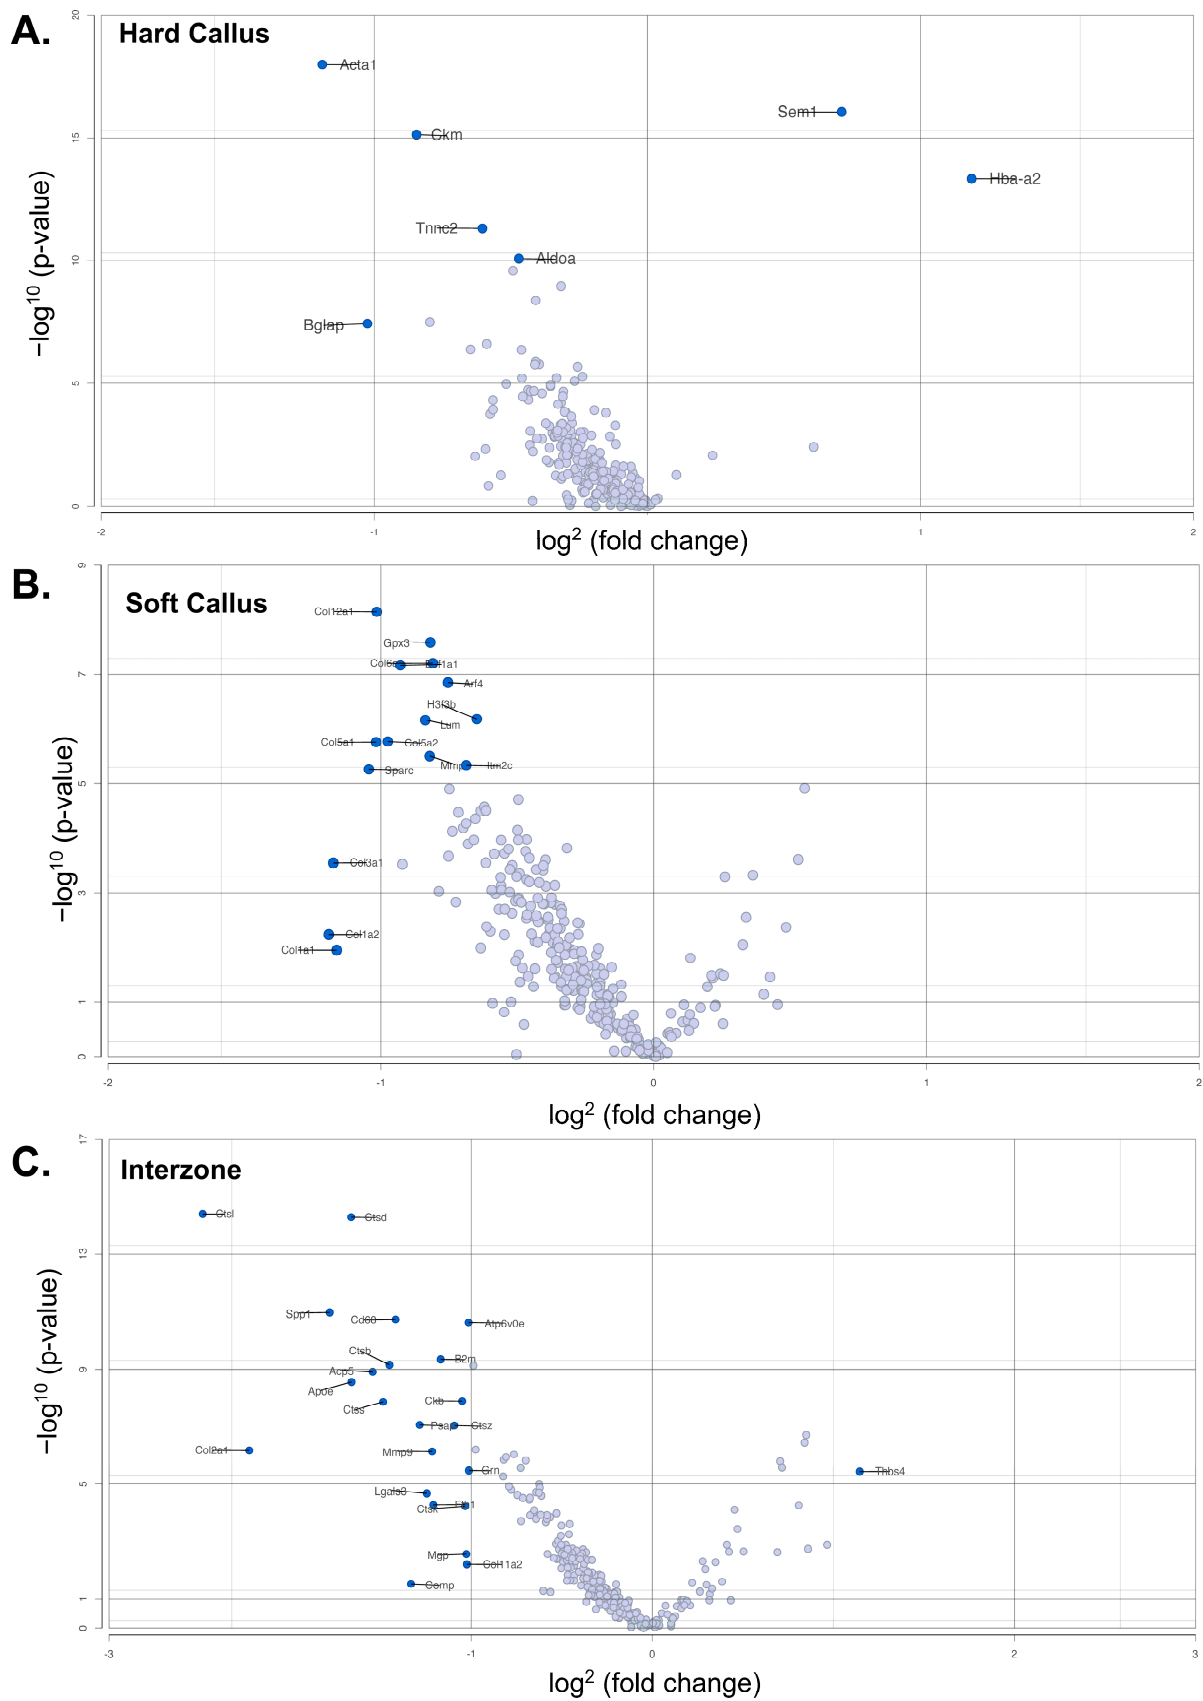 A.
Hard Callus
20
15
10
5
0
−log10 (p-value)
Acta1
Sem1
Ckm
Hba-a2
Tnnc2
Aldoa
Bglap
-2
-1
1
2
log2 (fold change)
B.
Soft Callus
9
7
5
3
1
0
−log10 (p-value)
Col12a1
Gpx3
Arf4
H3f3b
Lum
Col5a1
Col5a2
Itm2c
Sparc
Col3a1
Col1a2
Col1a1
-2
-1
0
1
2
log2 (fold change)
C.
Interzone
17
13
9
5
1
0
−log10 (p-value)
Ctsl
Ctsd
Spp1
Cd68
Atp6v0e
Ctsb
B2m
Acp5
Apoe
Ctss
Ckb
Psap
Ctsz
Col2a1
Mmp9
Grn
Thbs4
Lgals3
Ctsk
Mgp
Col11a2
Comp
-3
-1
0
2
3
log2 (fold change)